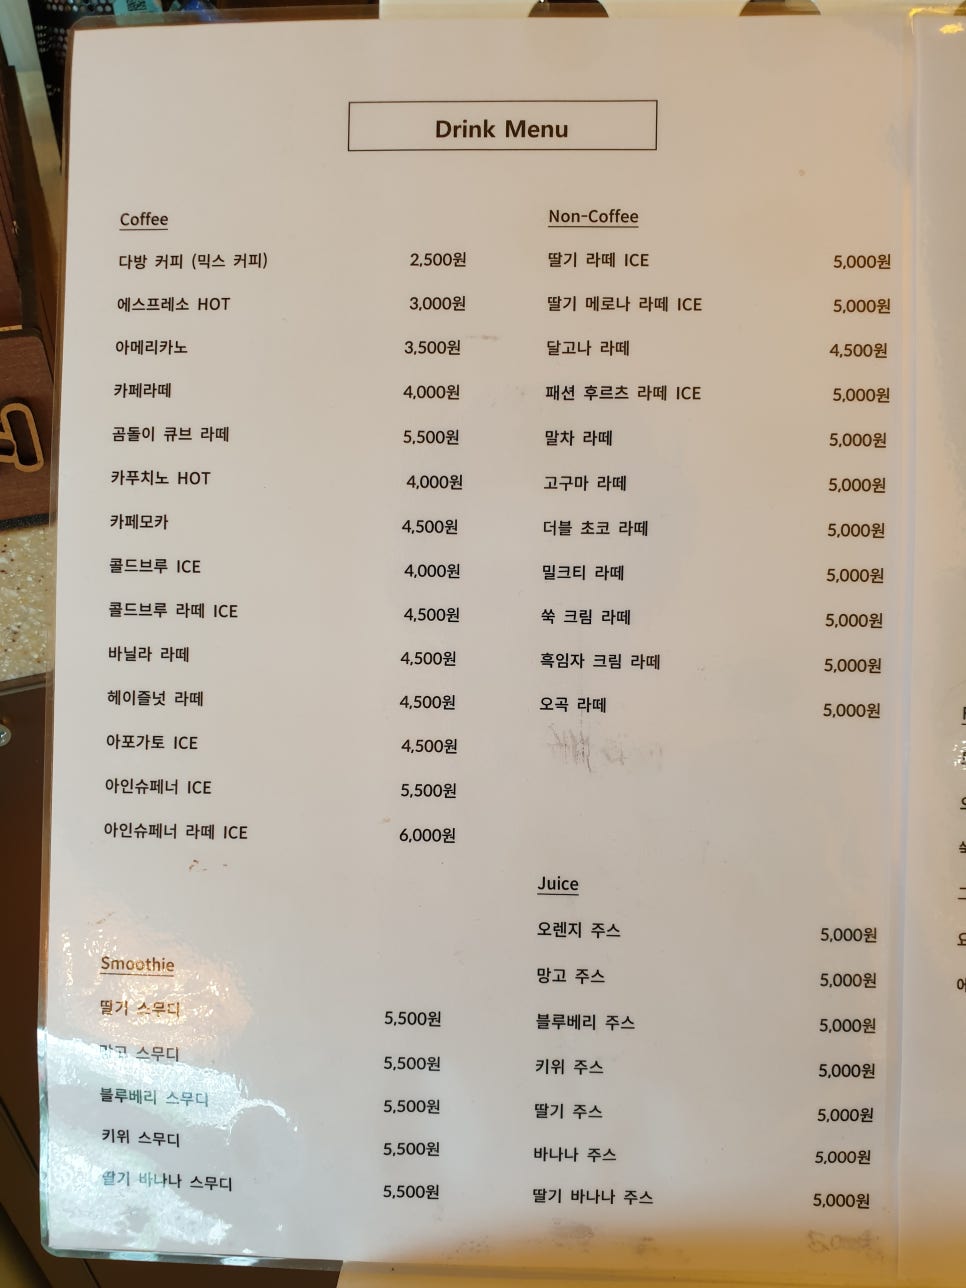 Drink Menu
Coffee
다방 커피 (믹스 커피) 2,500원
에스프레소 HOT 3,000원
아메리카노 3,500원
카페라떼 4,000원
곰돌이 큐브 라떼 5,500원
카푸치노 HOT 4,000원
카페모카 4,500원
콜드브루 ICE 4,000원
콜드브루 라떼 ICE 4,500원
바닐라 라떼 4,500원
헤이즐넛 라떼 4,500원
아포가토 ICE 4,500원
아인슈페너 ICE 5,500원
아인슈페너 라떼 ICE 6,000원
Smoothie
딸기 스무디 5,500원
망고 스무디 5,500원
블루베리 스무디 5,500원
키위 스무디 5,500원
딸기 바나나 스무디 5,500원
Non-Coffee
딸기 라떼 ICE 5,000원
딸기 메로나 라떼 ICE 5,000원
달고나 라떼 4,500원
패션 후르츠 라떼 ICE 5,000원
말차 라떼 5,000원
고구마 라떼 5,000원
더블 초코 라떼 5,000원
밀크티 라떼 5,000원
쑥 크림 라떼 5,000원
흑임자 크림 라떼 5,000원
오곡 라떼 5,000원
Juice
오렌지 주스 5,000원
망고 주스 5,000원
블루베리 주스 5,000원
키위 주스 5,000원
딸기 주스 5,000원
바나나 주스 5,000원
딸기 바나나 주스 5,000원